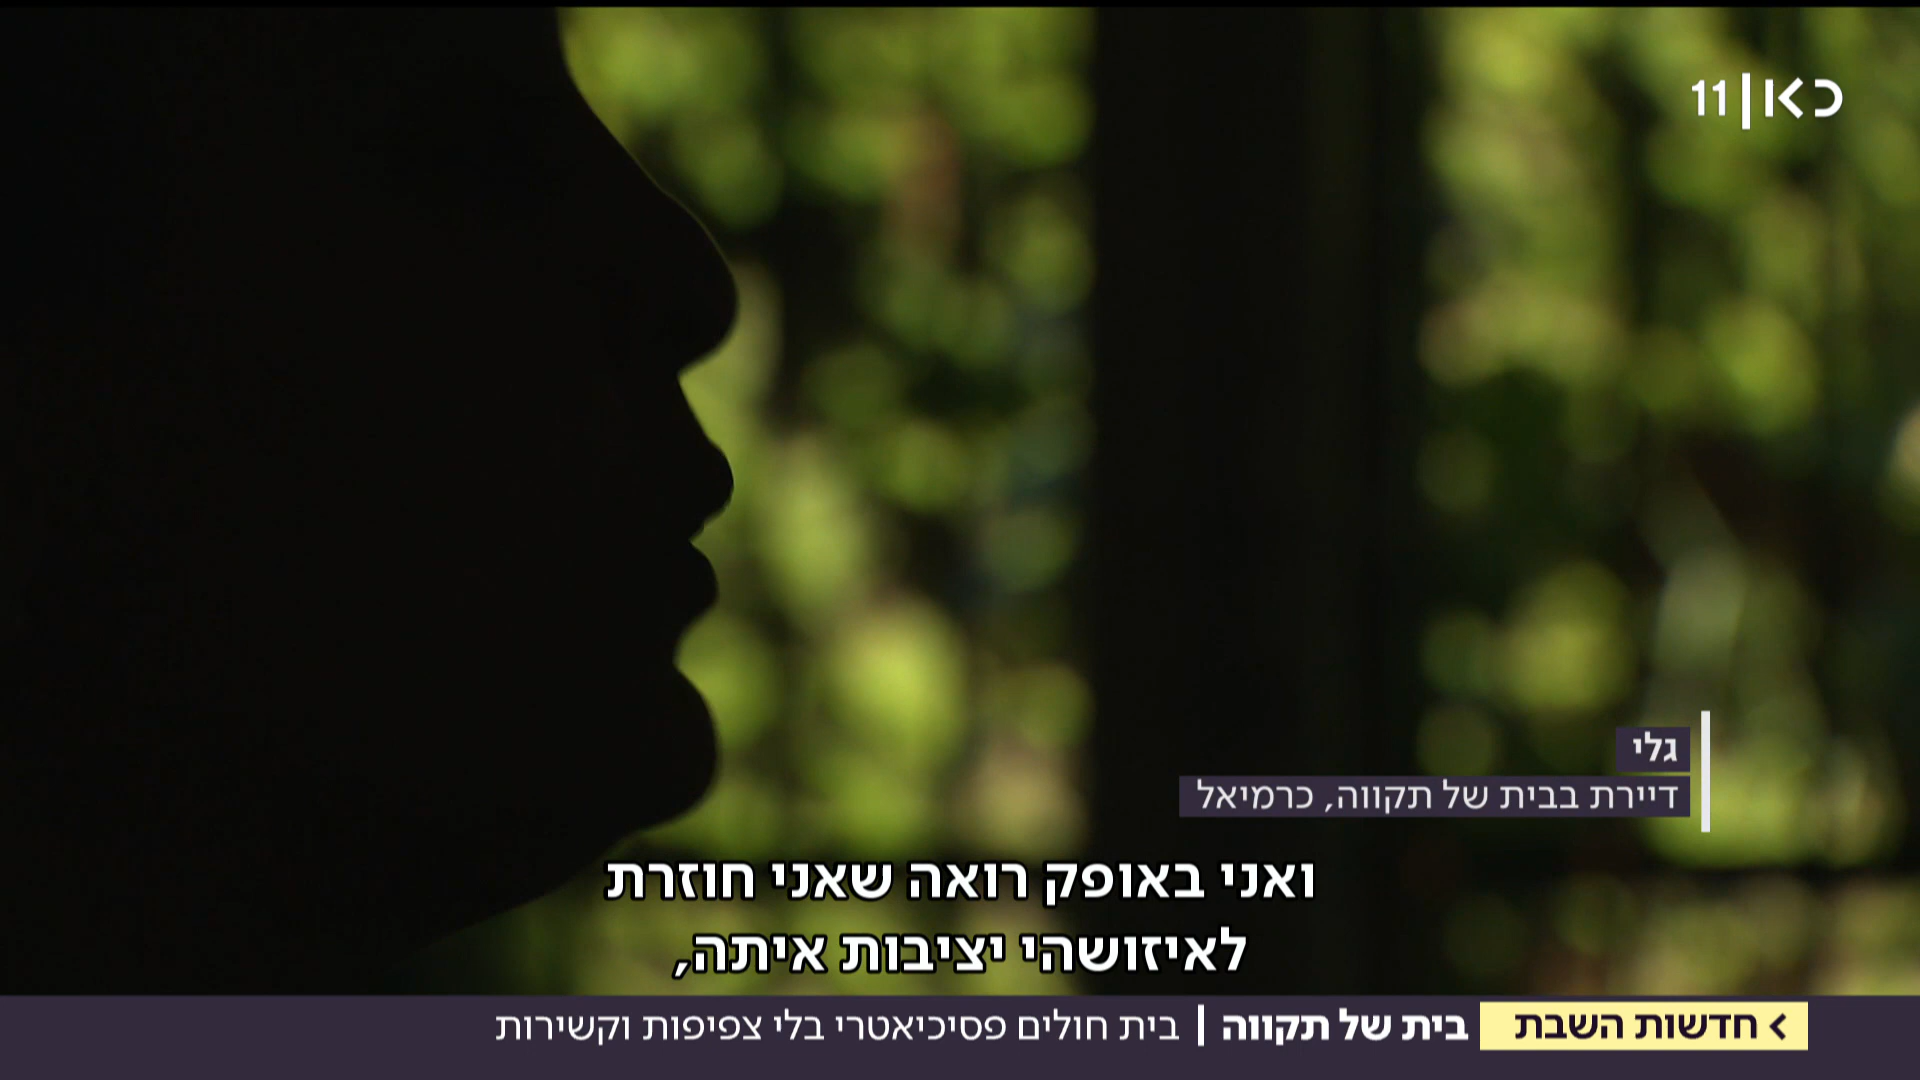 כאן 11
גלי
דיירת בבית של תקווה, כרמיאל
ואני באופק רואה שאני חוזרת
לאיזושהי יציבות איתה,
חדשות השבת
בית של תקווה | בית חולים פסיכיאטרי בלי צפיפות וקשירות